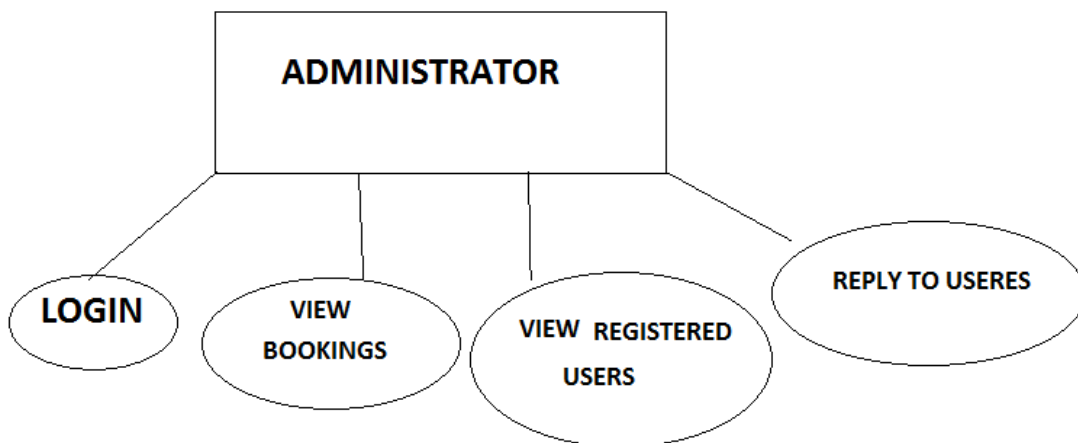 ADMINISTRATOR
LOGIN
VIEW
BOOKINGS
VIEW REGISTERED
USERS
REPLY TO USERES